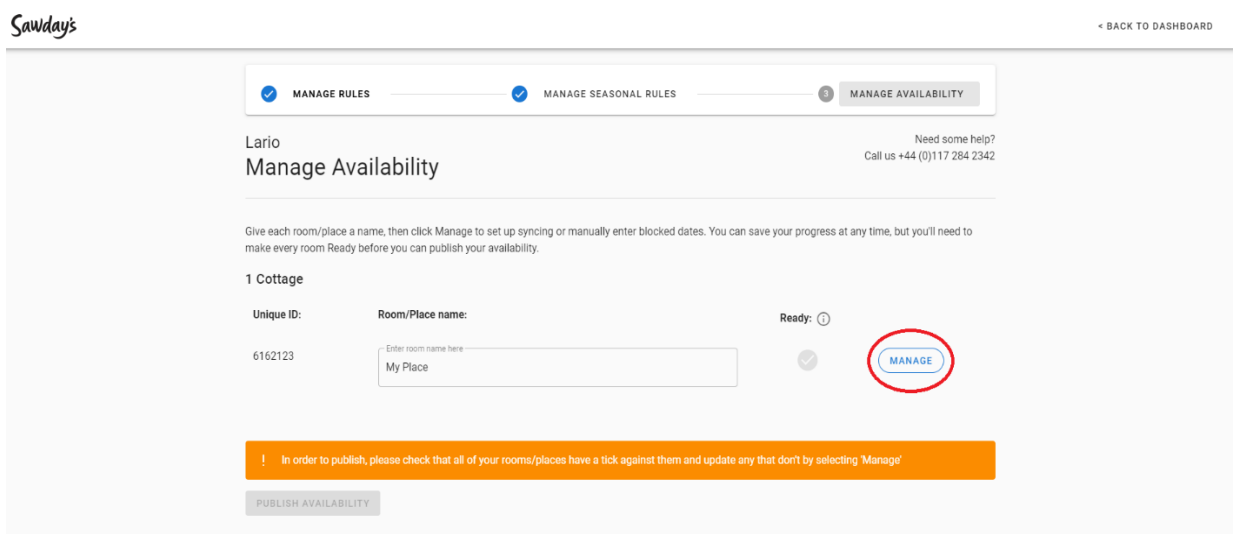 Sawday's
< BACK TO DASHBOARD
MANAGE RULES
MANAGE SEASONAL RULES
3 MANAGE AVAILABILITY
Lario
Manage Availability
Need some help?
Call us +44 (0)117 284 2342
Give each room/place a name, then click Manage to set up syncing or manually enter blocked dates. You can save your progress at any time, but you'll need to
make every room Ready before you can publish your availability.
1 Cottage
Unique ID: Room/Place name: Ready: i
Enter room name here
6162123 My Place MANAGE
! In order to publish, please check that all of your rooms/places have a tick against them and update any that don't by selecting 'Manage'
PUBLISH AVAILABILITY